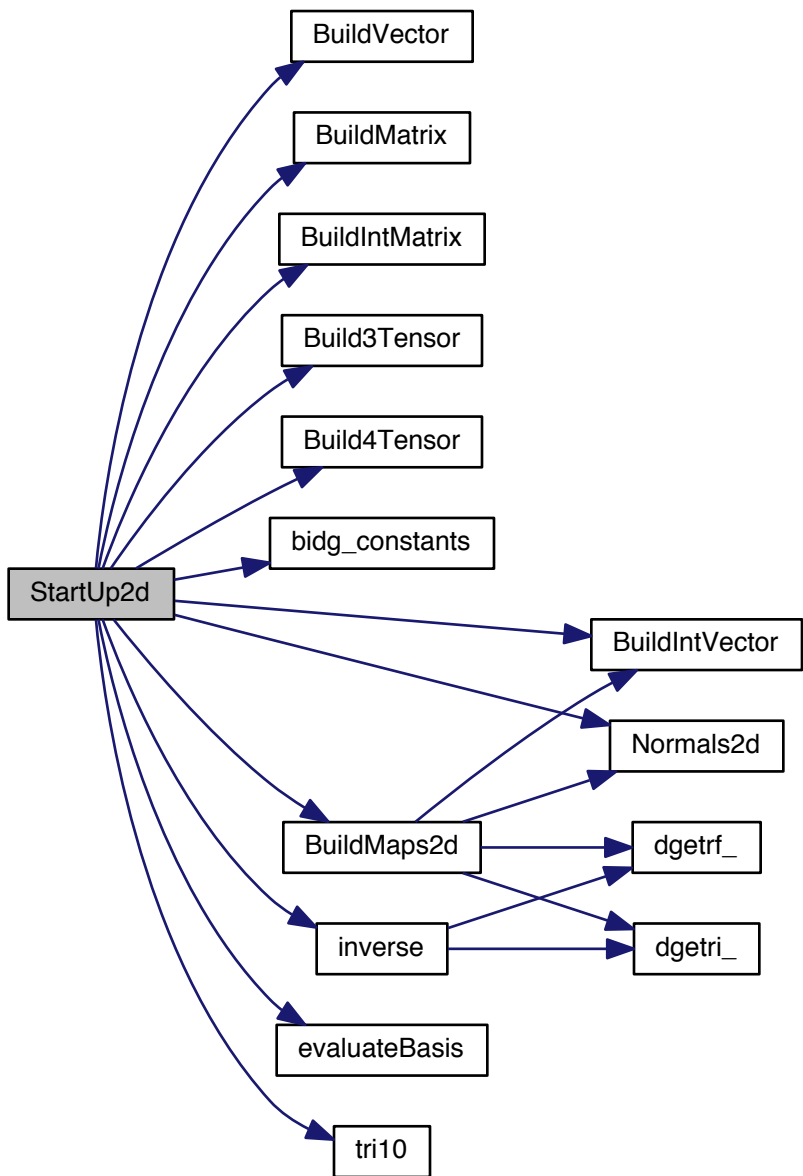 BuildVector
BuildMatrix
BuildIntMatrix
Build3Tensor
Build4Tensor
bidg_constants
StartUp2d
BuildIntVector
Normals2d
BuildMaps2d
dgetrf_
inverse
dgetri_
evaluateBasis
tri10